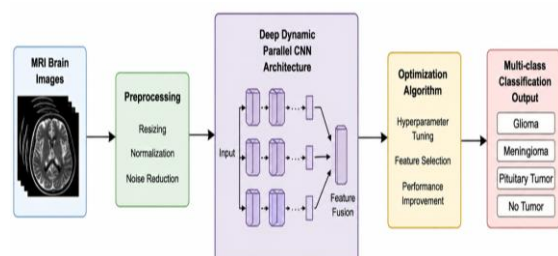 MRI Brain
Images
Preprocessing
Resizing
Normalization
Noise Reduction
Deep Dynamic
Parallel CNN
Architecture
Input
Feature
Fusion
Optimization
Algorithm
Hyperparameter
Tuning
Feature Selection
Performance
Improvement
Multi-class
Classification
Output
Glioma
Meningioma
Pituitary Tumor
No Tumor